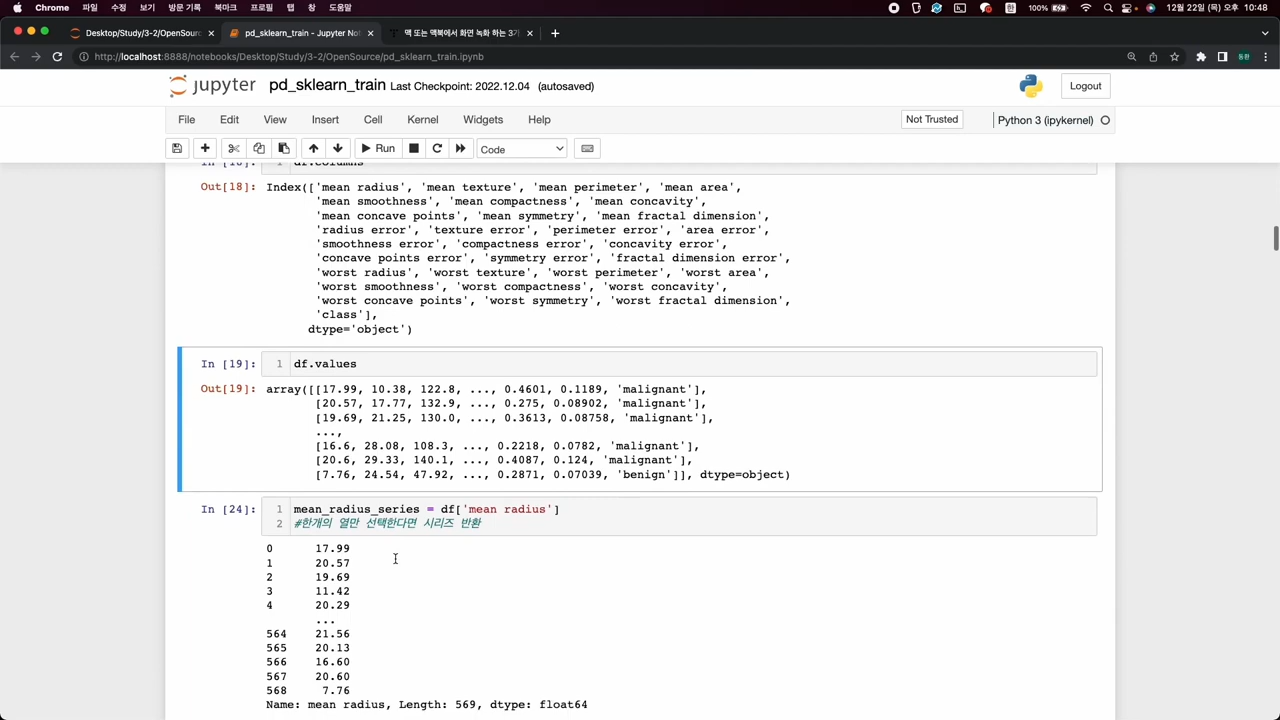 Chrome 파일 수정 보기 방문 기록 북마크 프로필 탭 창 도움말 100% 12월 22일 (목) 오후 10:48
Desktop/Study/3-2/OpenSour
pd_sklearn_train - Jupyter Not
맥 또는 맥북에서 화면 녹화 하는 3가
http://localhost:8888/notebooks/Desktop/Study/3-2/OpenSource/pd_sklearn_train.ipynb
동환
jupyter pd_sklearn_train Last Checkpoint: 2022.12.04 (autosaved)
Logout
File Edit View Insert Cell Kernel Widgets Help
Not Trusted
Python 3 (ipykernel)
Run
Code
In [18]: 1 df.columns
Out[18]: Index(['mean radius', 'mean texture', 'mean perimeter', 'mean area',
'mean smoothness', 'mean compactness', 'mean concavity',
'mean concave points', 'mean symmetry', 'mean fractal dimension',
'radius error', 'texture error', 'perimeter error', 'area error',
'smoothness error', 'compactness error', 'concavity error',
'concave points error', 'symmetry error', 'fractal dimension error',
'worst radius', 'worst texture', 'worst perimeter', 'worst area',
'worst smoothness', 'worst compactness', 'worst concavity',
'worst concave points', 'worst symmetry', 'worst fractal dimension',
'class'],
dtype='object')
In [19]: 1 df.values
Out[19]: array([[17.99, 10.38, 122.8, ..., 0.4601, 0.1189, 'malignant'],
[20.57, 17.77, 132.9, ..., 0.275, 0.08902, 'malignant'],
[19.69, 21.25, 130.0, ..., 0.3613, 0.08758, 'malignant'],
...,
[16.6, 28.08, 108.3, ..., 0.2218, 0.0782, 'malignant'],
[20.6, 29.33, 140.1, ..., 0.4087, 0.124, 'malignant'],
[7.76, 24.54, 47.92, ..., 0.2871, 0.07039, 'benign']], dtype=object)
In [24]: 1 mean_radius_series = df['mean radius']
2 #한개의 열만 선택한다면 시리즈 반환
0 17.99
1 20.57
2 19.69
3 11.42
4 20.29
...
564 21.56
565 20.13
566 16.60
567 20.60
568 7.76
Name: mean radius, Length: 569, dtype: float64